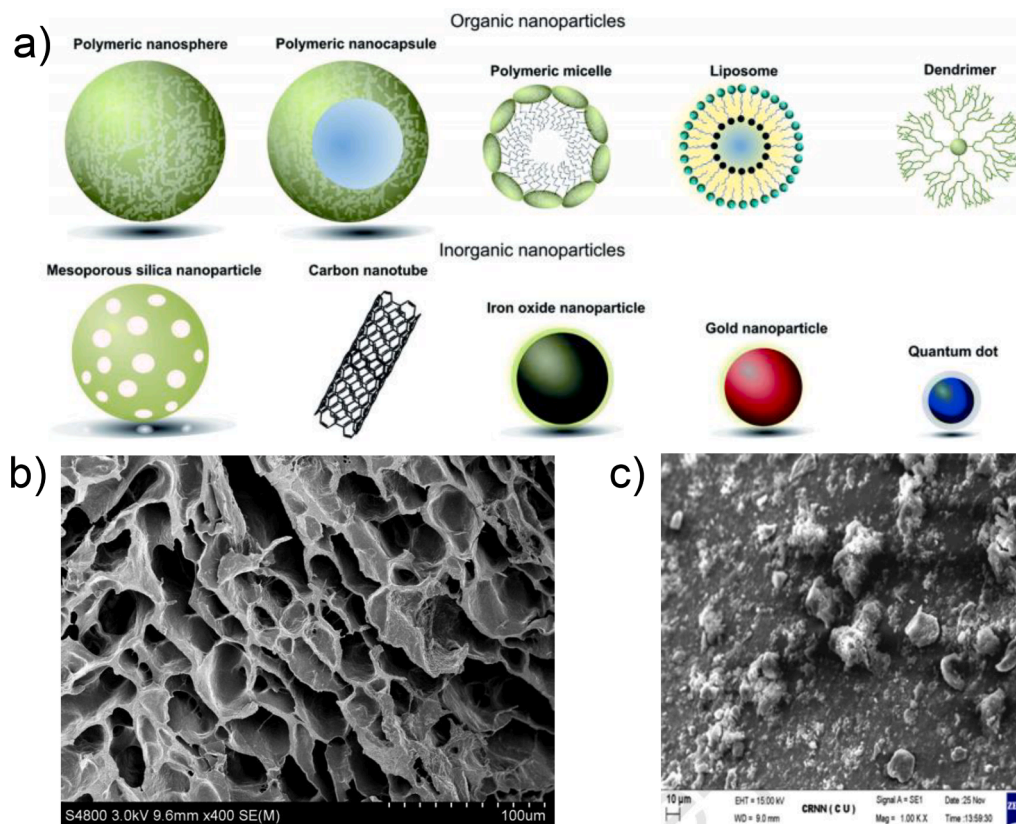 a)
Organic nanoparticles
Polymeric nanosphere
Polymeric nanocapsule
Polymeric micelle
Liposome
Dendrimer
Inorganic nanoparticles
Mesoporous silica nanoparticle
Carbon nanotube
Iron oxide nanoparticle
Gold nanoparticle
Quantum dot
b)
S4800 3.0kV 9.6mm x400 SE(M)
100um
c)
10 µm
EHT = 15.00 kV
WD = 9.0 mm
CRNN ( C U )
Signal A = SE1
Mag = 1.00 K X
Date :25 Nov
Time :13:59:30